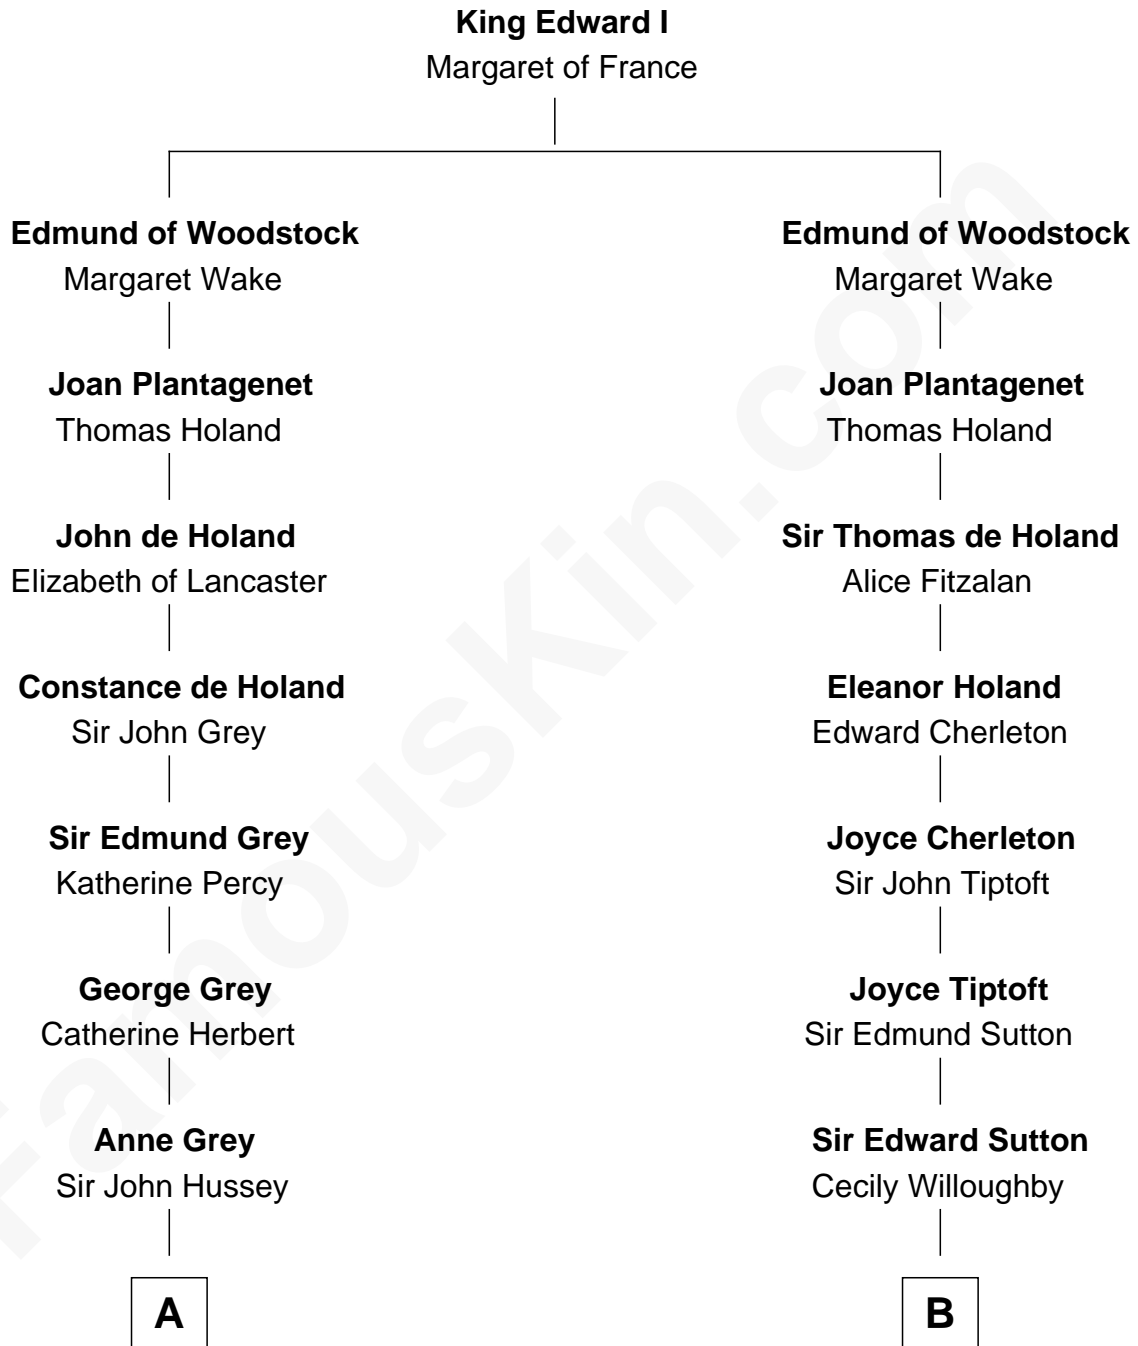 King Edward I
Margaret of France
Edmund of Woodstock
Margaret Wake
Joan Plantagenet
Thomas Holand
John de Holand
Elizabeth of Lancaster
Constance de Holand
Sir John Grey
Sir Edmund Grey
Katherine Percy
George Grey
Catherine Herbert
Anne Grey
Sir John Hussey
A
Edmund of Woodstock
Margaret Wake
Joan Plantagenet
Thomas Holand
Sir Thomas de Holand
Alice Fitzalan
Eleanor Holand
Edward Cherleton
Joyce Cherleton
Sir John Tiptoft
Joyce Tiptoft
Sir Edmund Sutton
Sir Edward Sutton
Cecily Willoughby
B
FamousKin.com